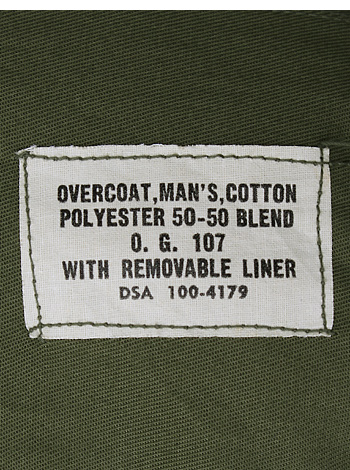 OVERCOAT,MAN'S,COTTON
POLYESTER 50-50 BLEND
O. G. 107
WITH REMOVABLE LINER
DSA 100-4179